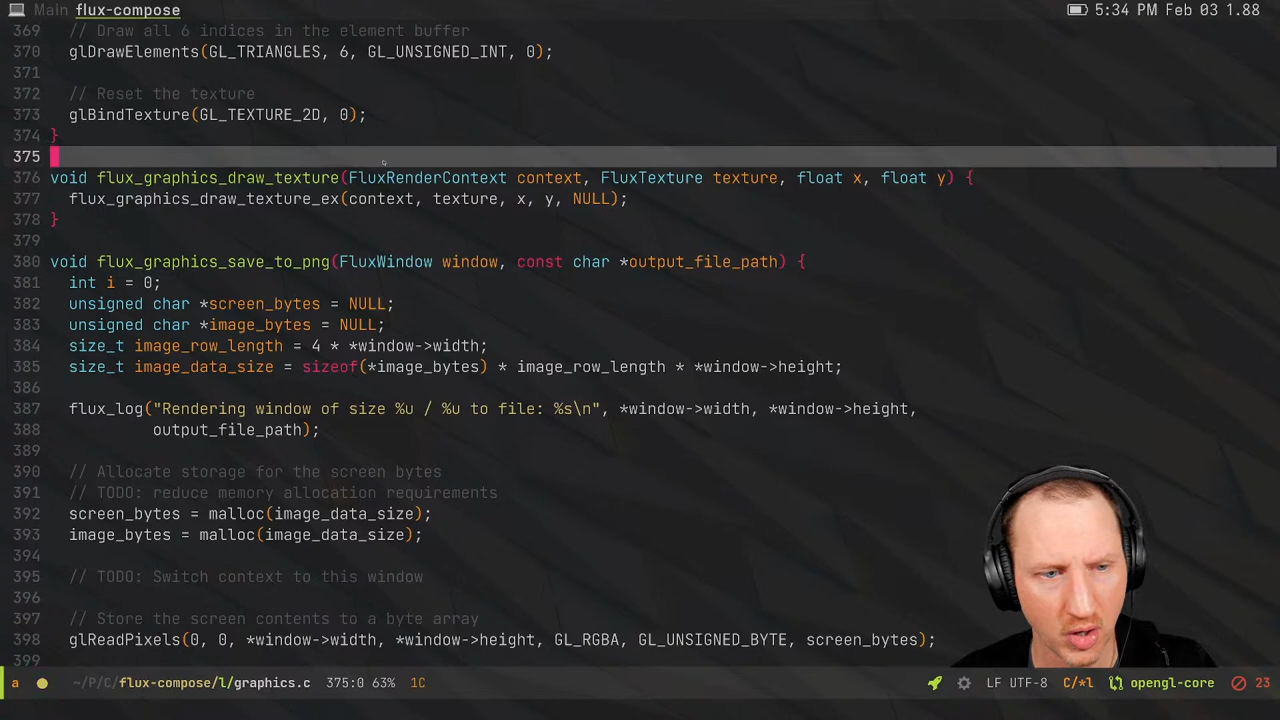 Main flux-compose 5:34 PM Feb 03 1.88
369 // Draw all 6 indices in the element buffer
370 glDrawElements(GL_TRIANGLES, 6, GL_UNSIGNED_INT, 0);
371
372 // Reset the texture
373 glBindTexture(GL_TEXTURE_2D, 0);
374 }
375
376 void flux_graphics_draw_texture(FluxRenderContext context, FluxTexture texture, float x, float y) {
377 flux_graphics_draw_texture_ex(context, texture, x, y, NULL);
378 }
379
380 void flux_graphics_save_to_png(FluxWindow window, const char *output_file_path) {
381 int i = 0;
382 unsigned char *screen_bytes = NULL;
383 unsigned char *image_bytes = NULL;
384 size_t image_row_length = 4 * *window->width;
385 size_t image_data_size = sizeof(*image_bytes) * image_row_length * *window->height;
386
387 flux_log("Rendering window of size %u / %u to file: %s\n", *window->width, *window->height,
388 output_file_path);
389
390 // Allocate storage for the screen bytes
391 // TODO: reduce memory allocation requirements
392 screen_bytes = malloc(image_data_size);
393 image_bytes = malloc(image_data_size);
394
395 // TODO: Switch context to this window
396
397 // Store the screen contents to a byte array
398 glReadPixels(0, 0, *window->width, *window->height, GL_RGBA, GL_UNSIGNED_BYTE, screen_bytes);
399
a ~/P/C/flux-compose/l/graphics.c 375:0 63% 1C LF UTF-8 C/*l opengl-core 23